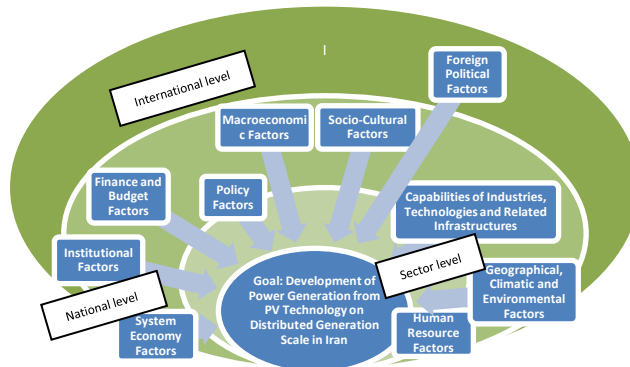 I
International level
Foreign
Political
Factors
Macroeconomi
c Factors
Socio-Cultural
Factors
Finance and
Budget
Factors
Policy
Factors
Capabilities of Industries,
Technologies and Related
Infrastructures
Institutional
Factors
Sector level
Geographical,
Climatic and
Environmental
Factors
National level
Goal: Development of
Power Generation from
PV Technology on
Distributed Generation
Scale in Iran
System
Economy
Factors
Human
Resource
Factors